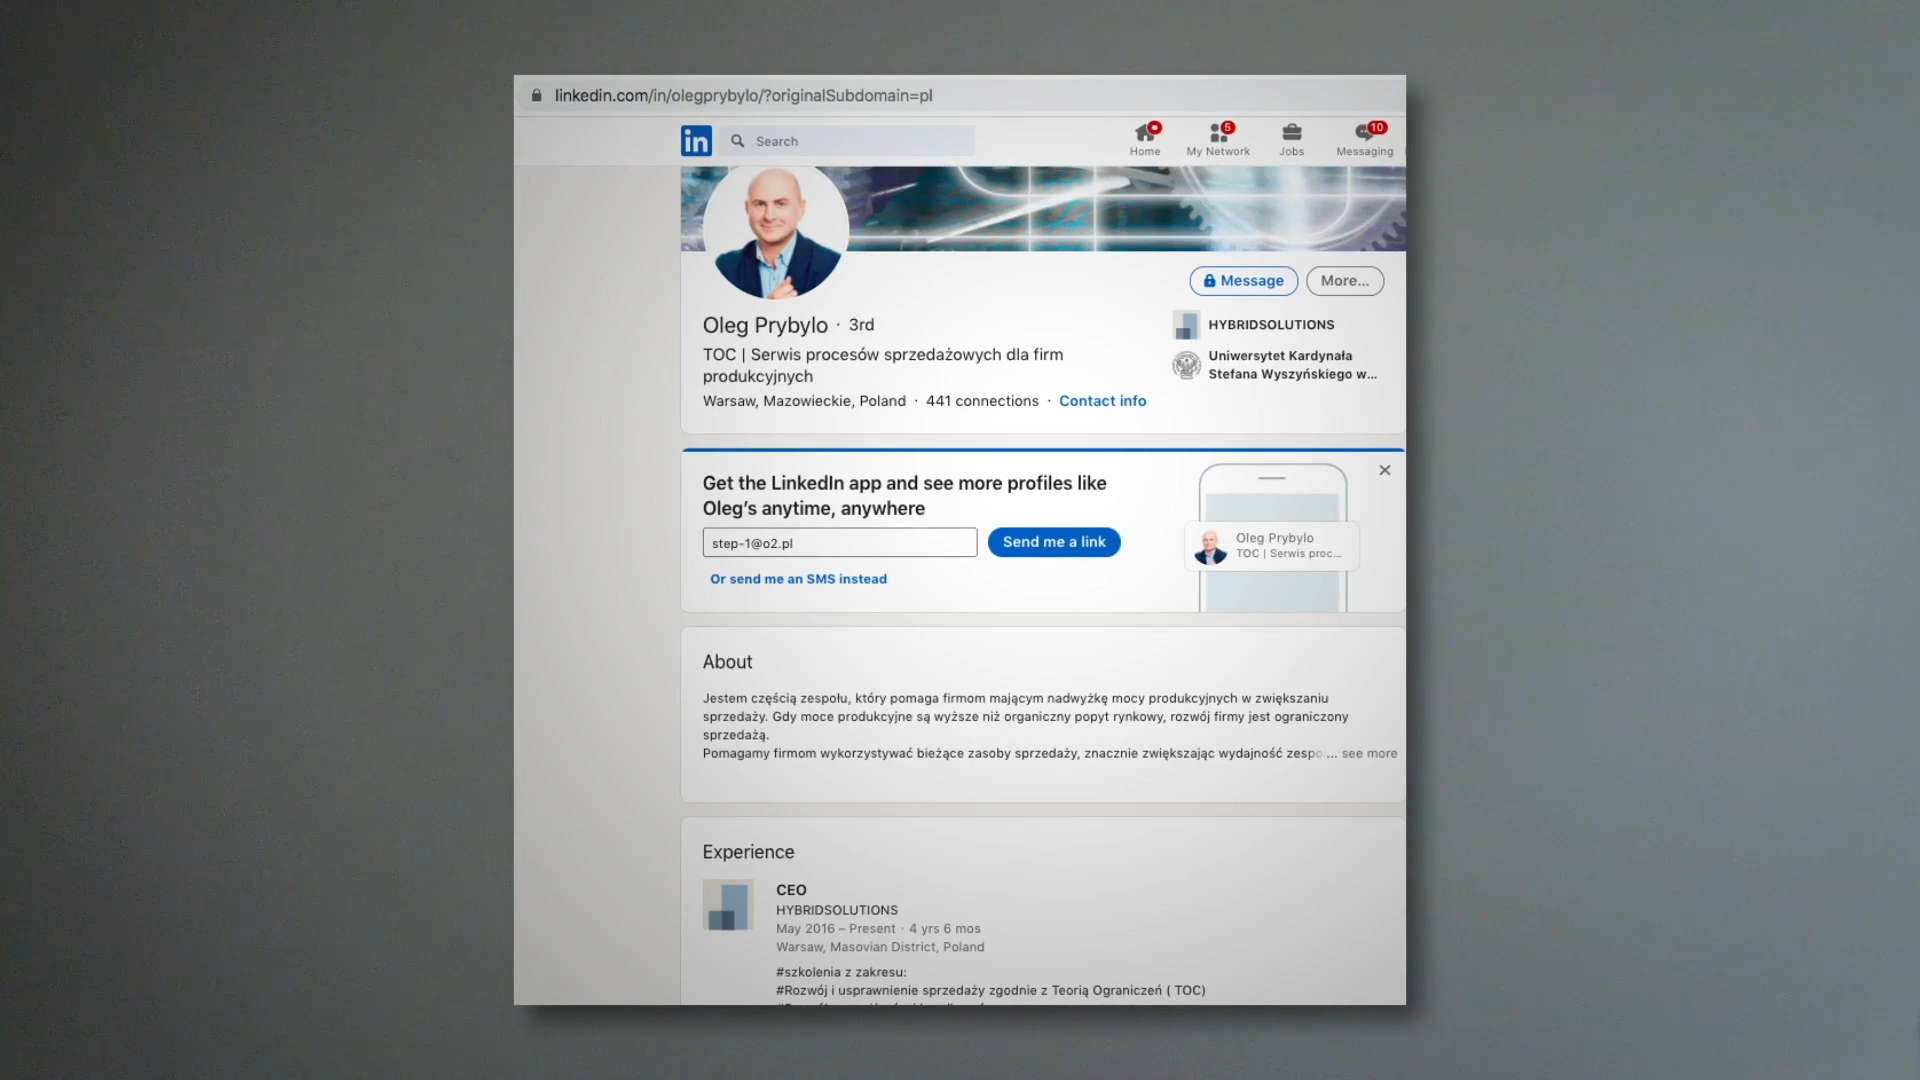 linkedin.com/in/olegprybylo/?originalSubdomain=pl
in
Search
Home
5
My Network
Jobs
10
Messaging
Message
More...
Oleg Prybylo · 3rd
TOC | Serwis procesów sprzedażowych dla firm
produkcyjnych
Warsaw, Mazowieckie, Poland · 441 connections · Contact info
HYBRIDSOLUTIONS
Uniwersytet Kardynała
Stefana Wyszyńskiego w...
Get the LinkedIn app and see more profiles like
Oleg’s anytime, anywhere
step-1@o2.pl
Send me a link
Or send me an SMS instead
Oleg Prybylo
TOC | Serwis proc...
About
Jestem częścią zespołu, który pomaga firmom mającym nadwyżkę mocy produkcyjnych w zwiększaniu
sprzedaży. Gdy moce produkcyjne są wyższe niż organiczny popyt rynkowy, rozwój firmy jest ograniczony
sprzedażą.
Pomagamy firmom wykorzystywać bieżące zasoby sprzedaży, znacznie zwiększając wydajność zespo ... see more
Experience
CEO
HYBRIDSOLUTIONS
May 2016 – Present · 4 yrs 6 mos
Warsaw, Masovian District, Poland
#szkolenia z zakresu:
#Rozwój i usprawnienie sprzedaży zgodnie z Teorią Ograniczeń ( TOC)